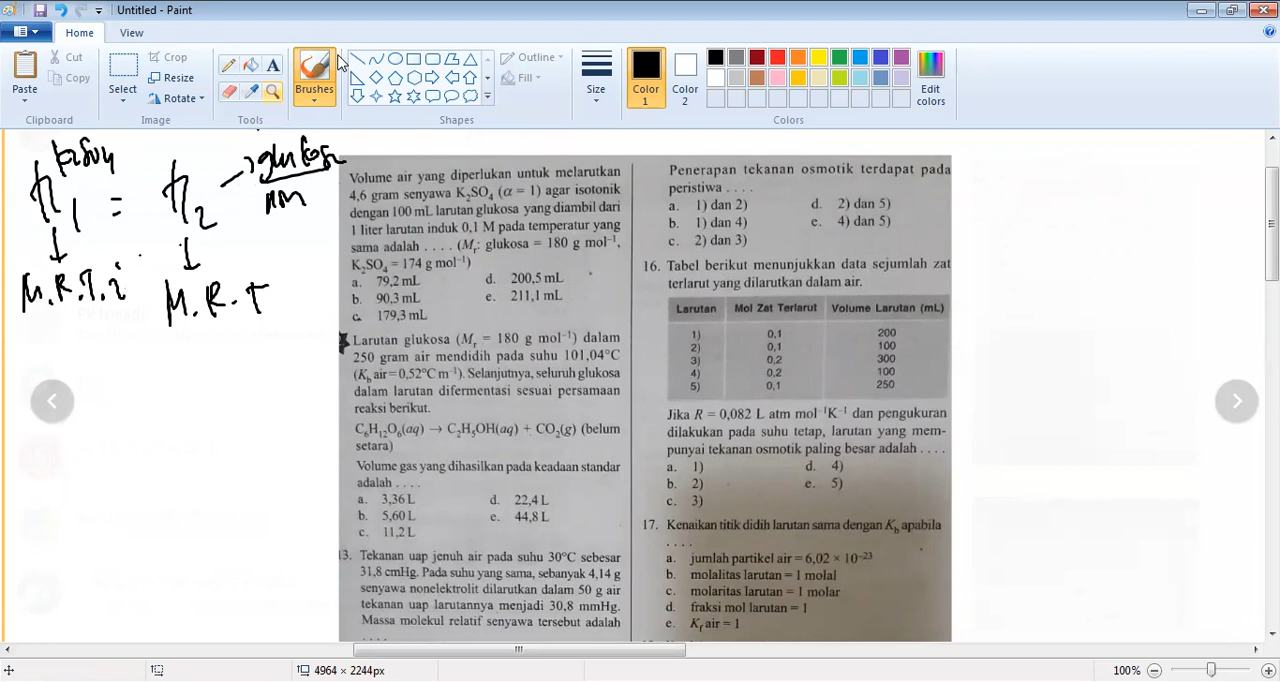 Untitled - Paint
Home
View
Paste
Cut
Copy
Clipboard
Select
Crop
Resize
Rotate
Image
Tools
Brushes
Shapes
Outline
Fill
Size
Color 1
Color 2
Edit colors
Colors
π1 = π2 → glukosa
M.R.T.i
M.R.T
Volume air yang diperlukan untuk melarutkan
4,6 gram senyawa K₂SO₄ (α = 1) agar isotonik
dengan 100 mL larutan glukosa yang diambil dari
1 liter larutan induk 0,1 M pada temperatur yang
sama adalah . . . . (Mr: glukosa = 180 g mol⁻¹,
K₂SO₄ = 174 g mol⁻¹)
a. 79,2 mL
b. 90,3 mL
c. 179,3 mL
d. 200,5 mL
e. 211,1 mL
Larutan glukosa (Mr = 180 g mol⁻¹) dalam
250 gram air mendidih pada suhu 101,04°C
(Kb air = 0,52°C m⁻¹). Selanjutnya, seluruh glukosa
dalam larutan difermentasi sesuai persamaan
reaksi berikut.
C₆H₁₂O₆(aq) → C₂H₅OH(aq) + CO₂(g) (belum
setara)
Volume gas yang dihasilkan pada keadaan standar
adalah . . . .
a. 3,36 L
b. 5,60 L
c. 11,2 L
d. 22,4 L
e. 44,8 L
13. Tekanan uap jenuh air pada suhu 30°C sebesar
31,8 cmHg. Pada suhu yang sama, sebanyak 4,14 g
senyawa nonelektrolit dilarutkan dalam 50 g air
tekanan uap larutannya menjadi 30,8 mmHg.
Massa molekul relatif senyawa tersebut adalah
. . . .
Penerapan tekanan osmotik terdapat pada
peristiwa . . . .
a. 1) dan 2)
b. 1) dan 4)
c. 2) dan 3)
d. 2) dan 5)
e. 4) dan 5)
16. Tabel berikut menunjukkan data sejumlah zat
terlarut yang dilarutkan dalam air.
Larutan Mol Zat Terlarut Volume Larutan (mL)
1) 0,1 200
2) 0,1 100
3) 0,2 300
4) 0,2 100
5) 0,1 250
Jika R = 0,082 L atm mol⁻¹K⁻¹ dan pengukuran
dilakukan pada suhu tetap, larutan yang mem-
punyai tekanan osmotik paling besar adalah . . . .
a. 1)
b. 2)
c. 3)
d. 4)
e. 5)
17. Kenaikan titik didih larutan sama dengan Kb apabila
. . . .
a. jumlah partikel air = 6,02 × 10⁻²³
b. molalitas larutan = 1 molal
c. molaritas larutan = 1 molar
d. fraksi mol larutan = 1
e. Kf air = 1
4964 × 2244px
100%